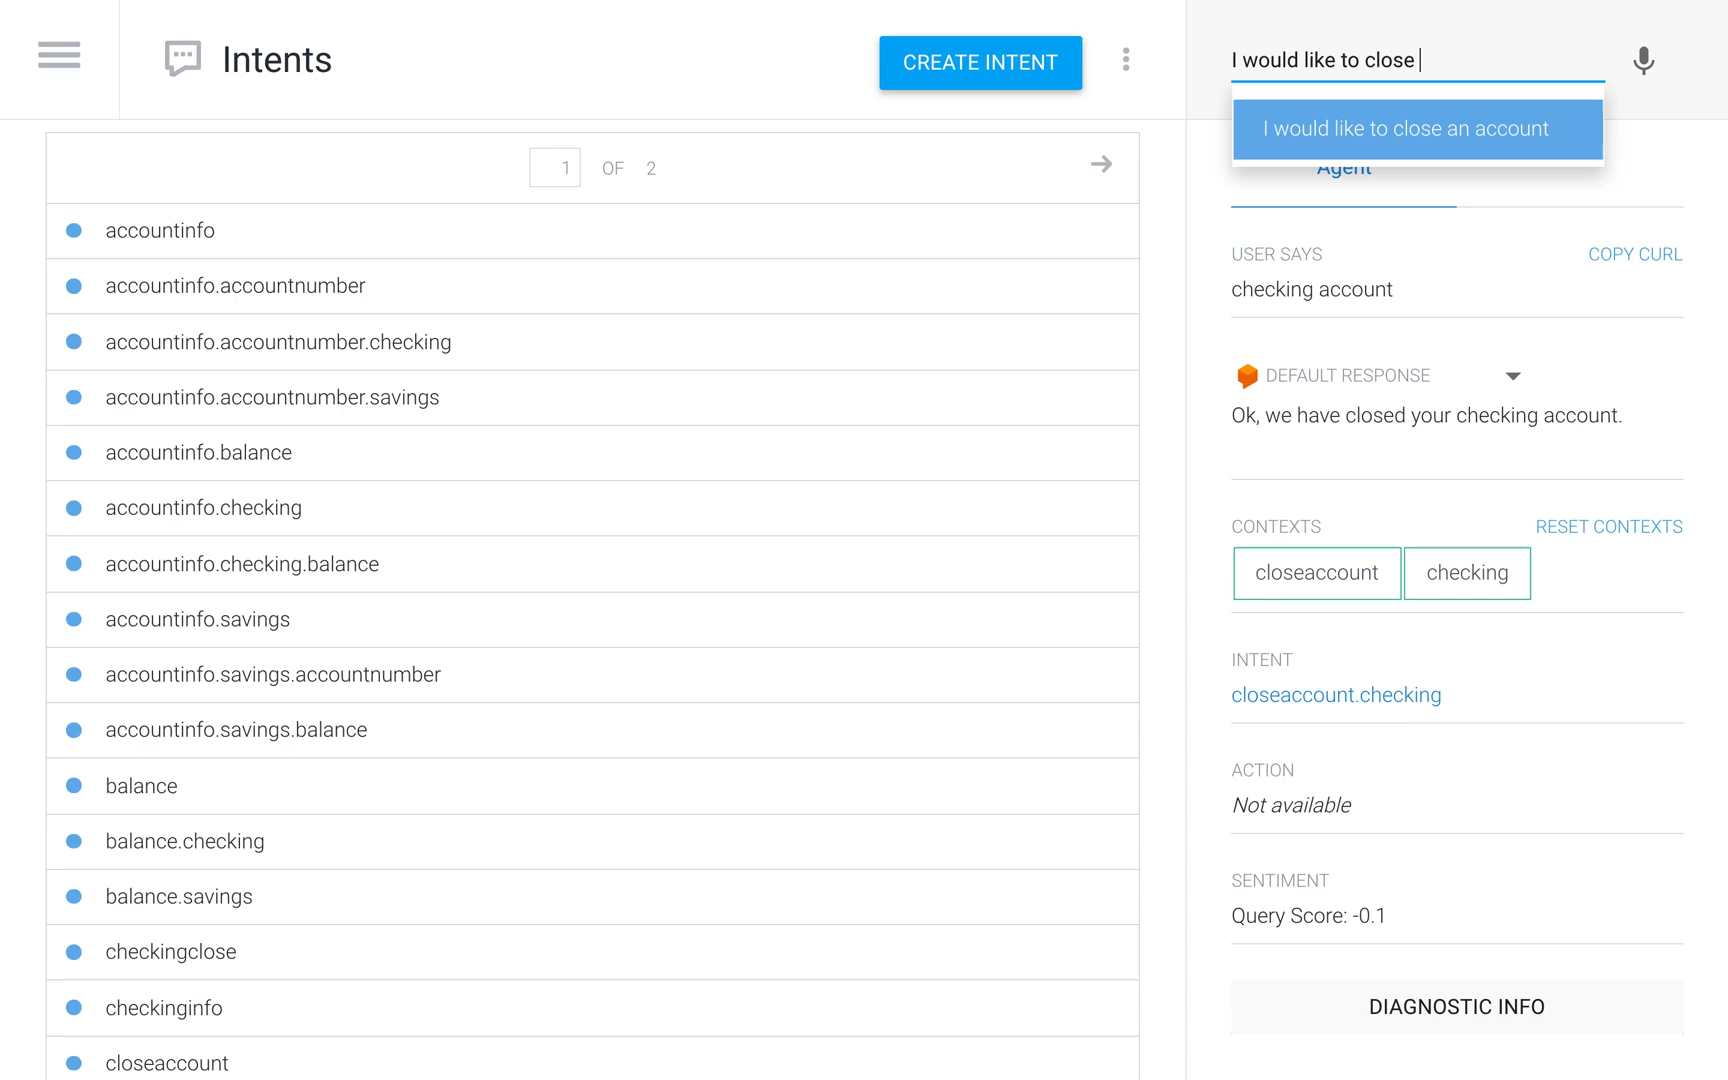 Intents
CREATE INTENT
I would like to close
I would like to close an account
Agent
1 OF 2
accountinfo
accountinfo.accountnumber
accountinfo.accountnumber.checking
accountinfo.accountnumber.savings
accountinfo.balance
accountinfo.checking
accountinfo.checking.balance
accountinfo.savings
accountinfo.savings.accountnumber
accountinfo.savings.balance
balance
balance.checking
balance.savings
checkingclose
checkinginfo
closeaccount
USER SAYS COPY CURL
checking account
DEFAULT RESPONSE
Ok, we have closed your checking account.
CONTEXTS RESET CONTEXTS
closeaccount checking
INTENT
closeaccount.checking
ACTION
Not available
SENTIMENT
Query Score: -0.1
DIAGNOSTIC INFO